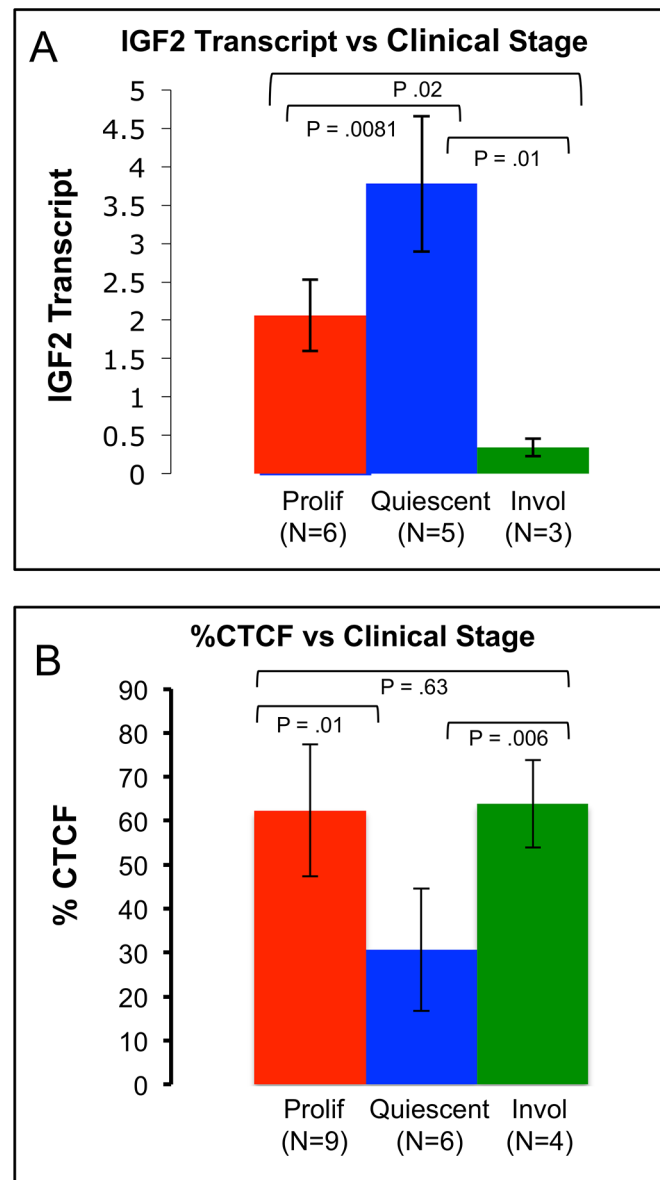 A
IGF2 Transcript vs Clinical Stage
P .02
P = .0081
P = .01
IGF2 Transcript
5
4.5
4
3.5
3
2.5
2
1.5
1
0.5
0
Prolif Quiescent Invol
(N=6) (N=5) (N=3)
B
%CTCF vs Clinical Stage
P = .63
P = .01
P = .006
% CTCF
90
80
70
60
50
40
30
20
10
0
Prolif Quiescent Invol
(N=9) (N=6) (N=4)